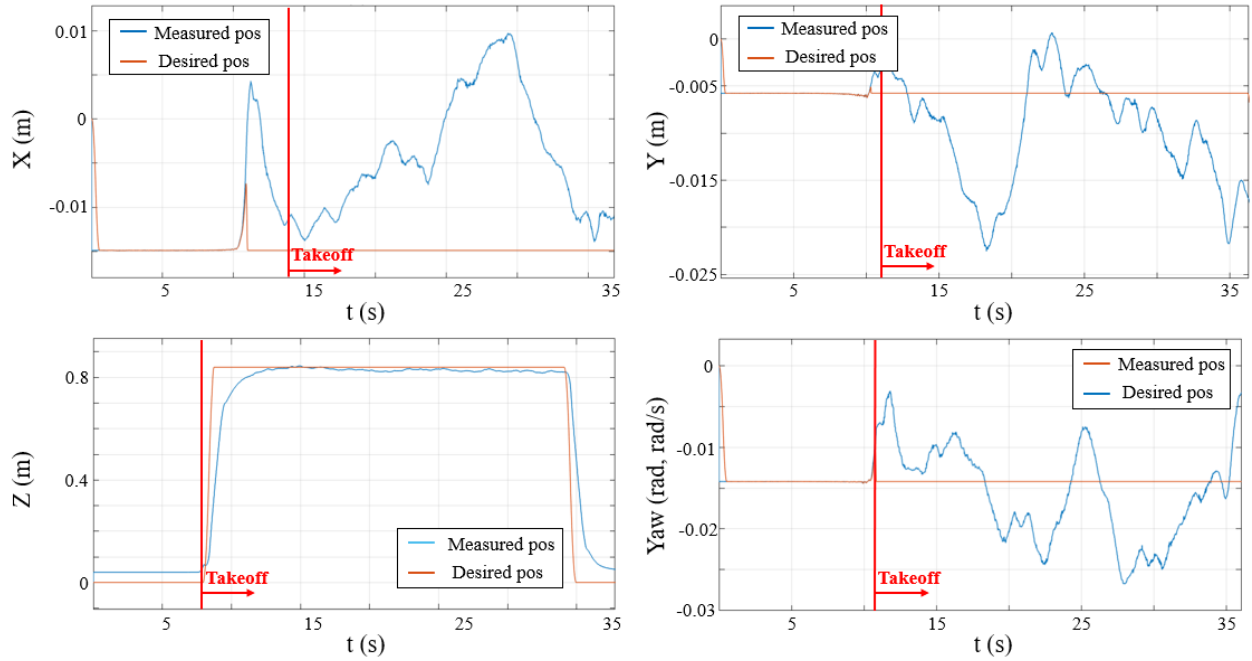 X (m)
0.01
0
-0.01
Measured pos
Desired pos
Takeoff
5
15
25
35
t (s)
Y (m)
0
-0.005
-0.015
-0.025
Measured pos
Desired pos
Takeoff
5
15
25
35
t (s)
Z (m)
0.8
0.4
0
Measured pos
Desired pos
Takeoff
5
15
25
35
t (s)
Yaw (rad, rad/s)
0
-0.01
-0.02
-0.03
Measured pos
Desired pos
Takeoff
5
15
25
35
t (s)